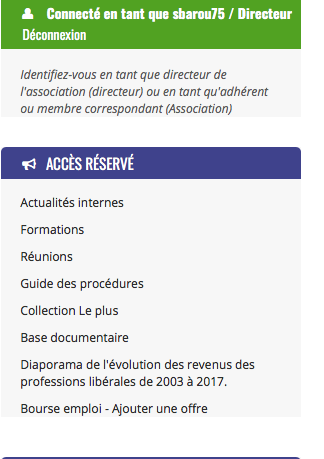 Connecté en tant que sbarou75 / Directeur
Déconnexion
Identifiez-vous en tant que directeur de
l'association (directeur) ou en tant qu'adhérent
ou membre correspondant (Association)
ACCÈS RÉSERVÉ
Actualités internes
Formations
Réunions
Guide des procédures
Collection Le plus
Base documentaire
Diaporama de l'évolution des revenus des
professions libérales de 2003 à 2017.
Bourse emploi - Ajouter une offre